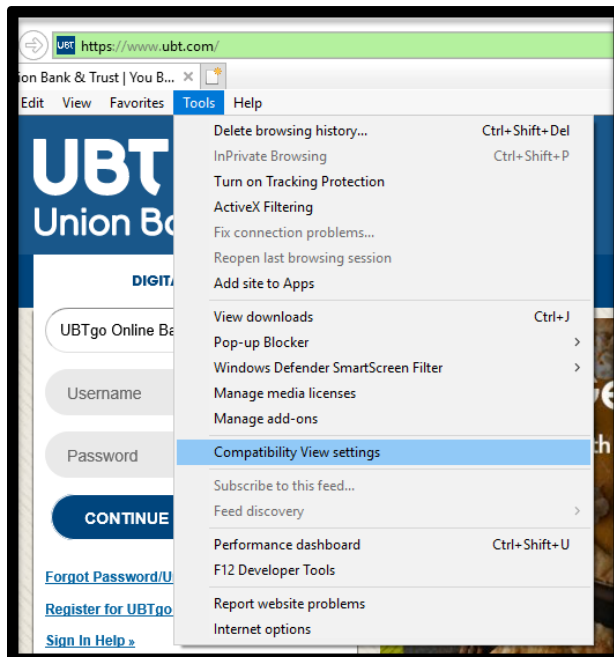 UBT https://www.ubt.com/
ion Bank & Trust | You B...
Edit View Favorites Tools Help
Delete browsing history... Ctrl+Shift+Del
InPrivate Browsing Ctrl+Shift+P
Turn on Tracking Protection
ActiveX Filtering
Fix connection problems...
Reopen last browsing session
Add site to Apps
View downloads Ctrl+J
Pop-up Blocker
Windows Defender SmartScreen Filter
Manage media licenses
Manage add-ons
Compatibility View settings
Subscribe to this feed...
Feed discovery
Performance dashboard Ctrl+Shift+U
F12 Developer Tools
Report website problems
Internet options
UBT
Union Ba
DIGIT
UBTgo Online Ba
Username
Password
CONTINUE
Forgot Password/U
Register for UBTgo
Sign In Help »
th